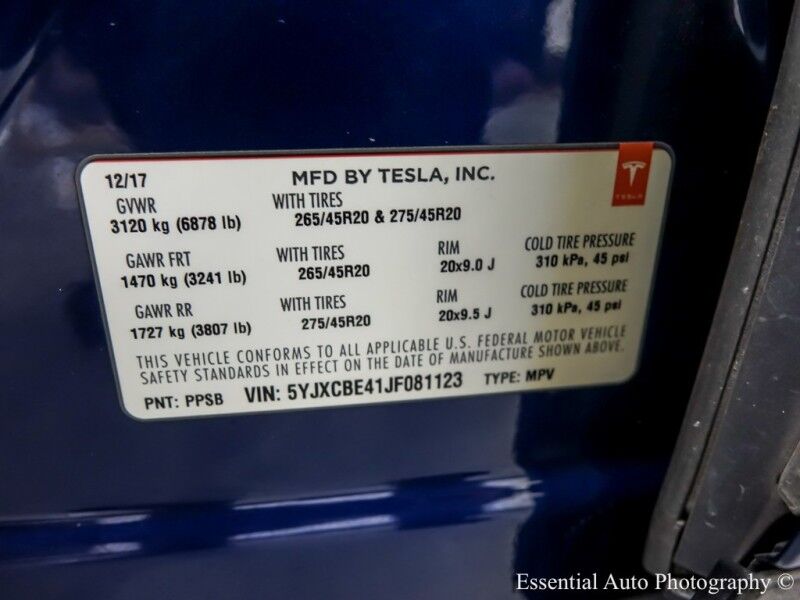 12/17 MFD BY TESLA, INC.
TESLA
GVWR WITH TIRES
3120 kg (6878 lb) 265/45R20 & 275/45R20
GAWR FRT WITH TIRES RIM COLD TIRE PRESSURE
1470 kg (3241 lb) 265/45R20 20x9.0 J 310 kPa, 45 psi
GAWR RR WITH TIRES RIM COLD TIRE PRESSURE
1727 kg (3807 lb) 275/45R20 20x9.5 J 310 kPa, 45 psi
THIS VEHICLE CONFORMS TO ALL APPLICABLE U.S. FEDERAL MOTOR VEHICLE
SAFETY STANDARDS IN EFFECT ON THE DATE OF MANUFACTURE SHOWN ABOVE.
PNT: PPSB VIN: 5YJXCBE41JF081123 TYPE: MPV
Essential Auto Photography ©